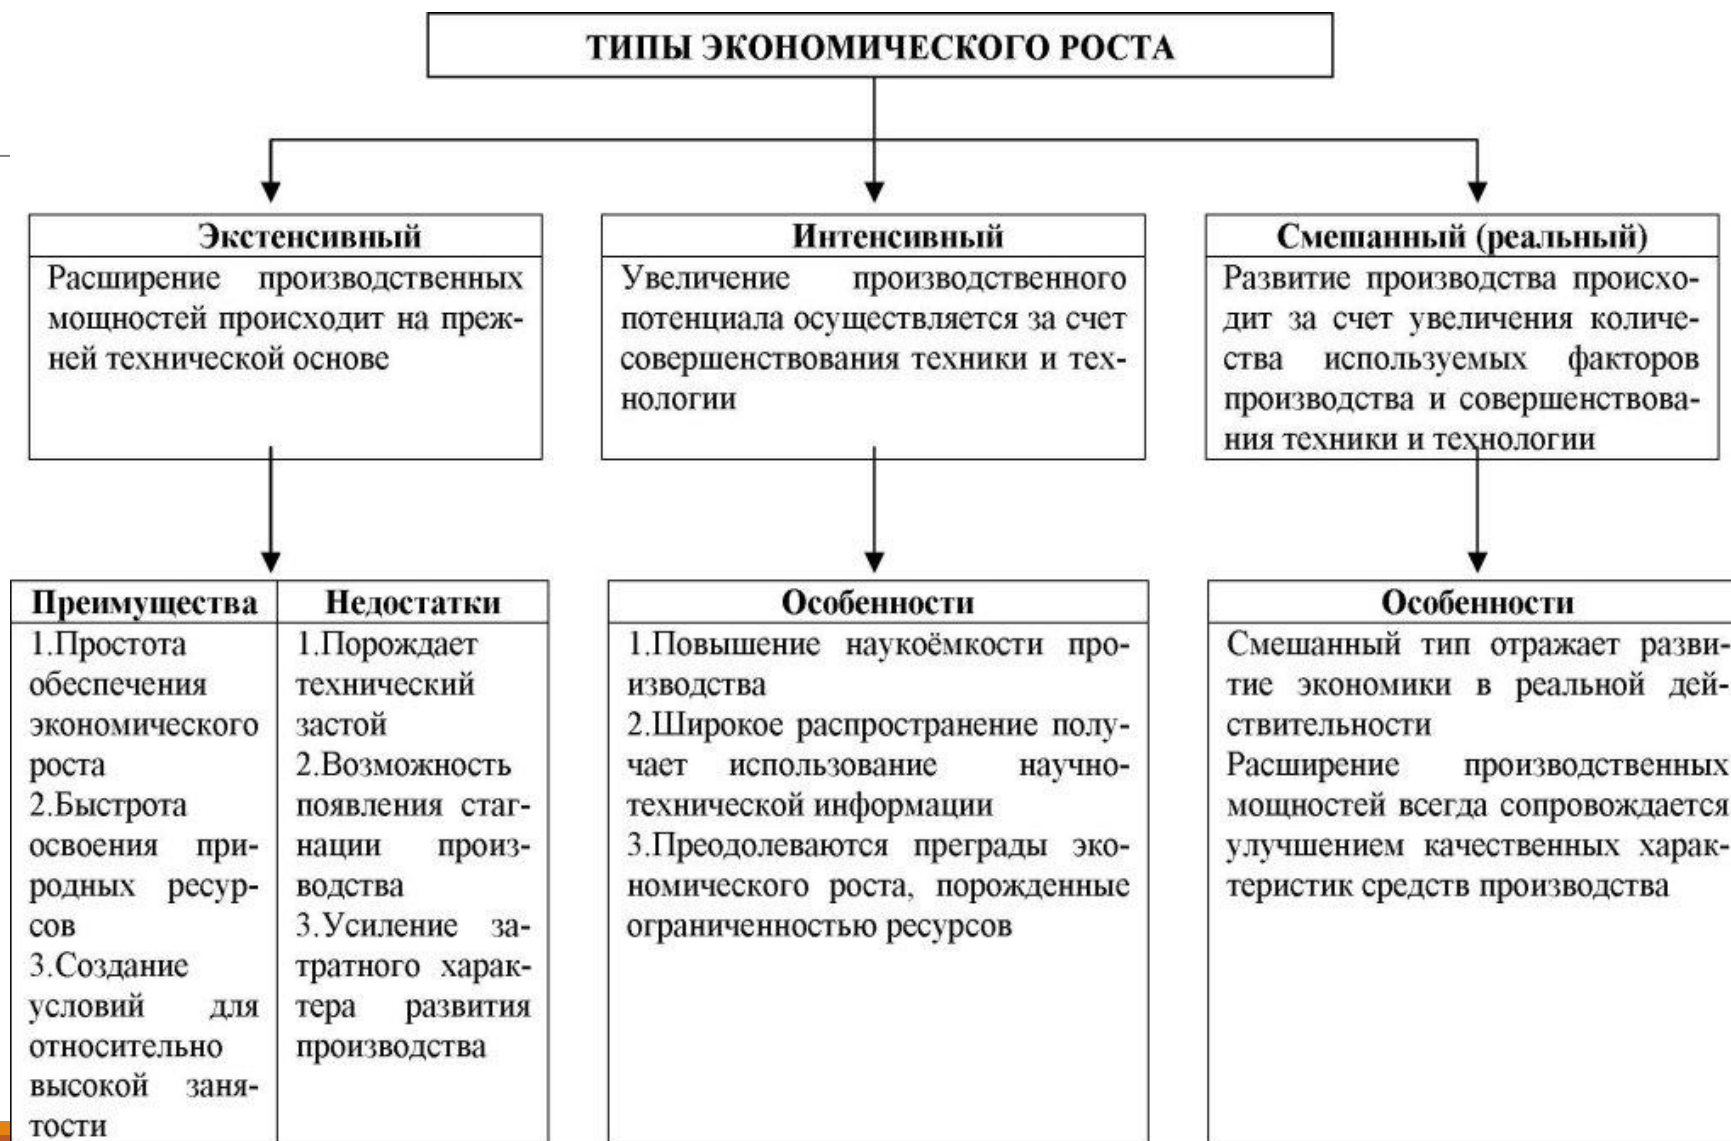 ТИПЫ ЭКОНОМИЧЕСКОГО РОСТА
Экстенсивный
Расширение производственных
мощностей происходит на преж-
ней технической основе
Интенсивный
Увеличение производственного
потенциала осуществляется за счет
совершенствования техники и тех-
нологии
Смешанный (реальный)
Развитие производства происхо-
дит за счет увеличения количе-
ства используемых факторов
производства и совершенствова-
ния техники и технологии
Преимущества
1.Простота
обеспечения
экономического
роста
2.Быстрота
освоения при-
родных ресур-
сов
3.Создание
условий для
относительно
высокой заня-
тости
Недостатки
1.Порождает
технический
застой
2.Возможность
появления стаг-
нации произ-
водства
3.Усиление за-
тратного харак-
тера развития
производства
Особенности
1.Повышение наукоёмкости про-
изводства
2.Широкое распространение полу-
чает использование научно-
технической информации
3.Преодолеваются преграды эко-
номического роста, порожденные
ограниченностью ресурсов
Особенности
Смешанный тип отражает разви-
тие экономики в реальной дей-
ствительности
Расширение производственных
мощностей всегда сопровождается
улучшением качественных харак-
теристик средств производства